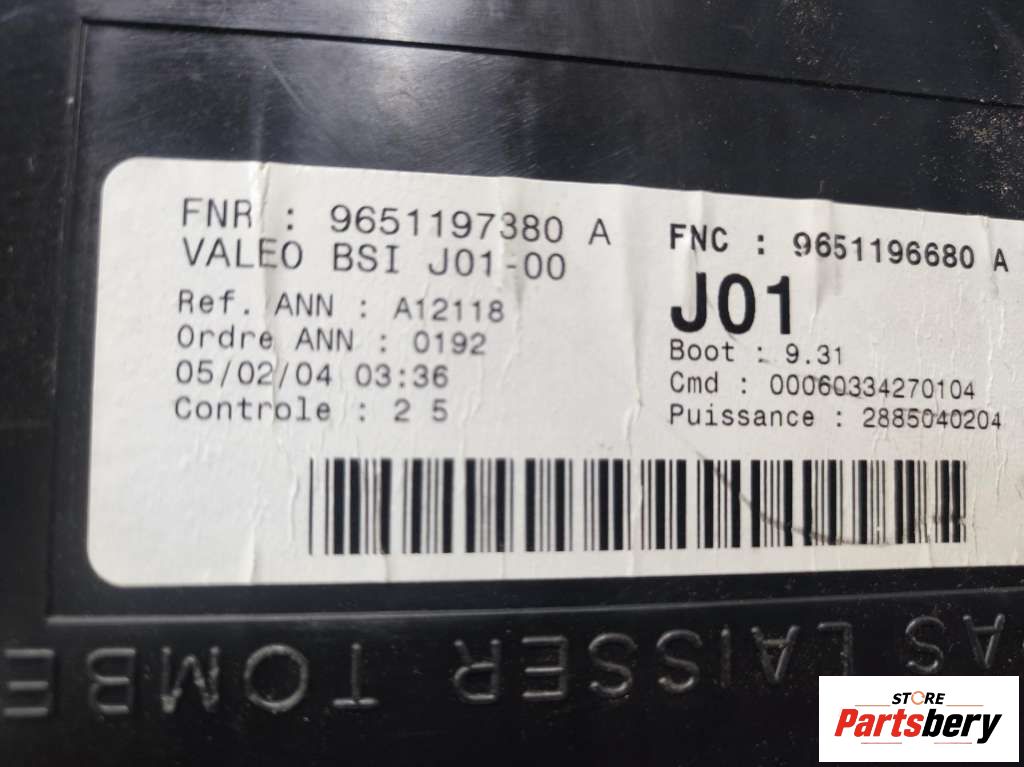 FNR : 9651197380 A
VALEO BSI J01-00
Ref. ANN : A12118
Ordre ANN : 0192
05/02/04 03:36
Controle : 2 5
FNC : 9651196680 A
J01
Boot : 9.31
Cmd : 00060334270104
Puissance : 2885040204
AS LAISSER TOMBE
STORE
Partsbery